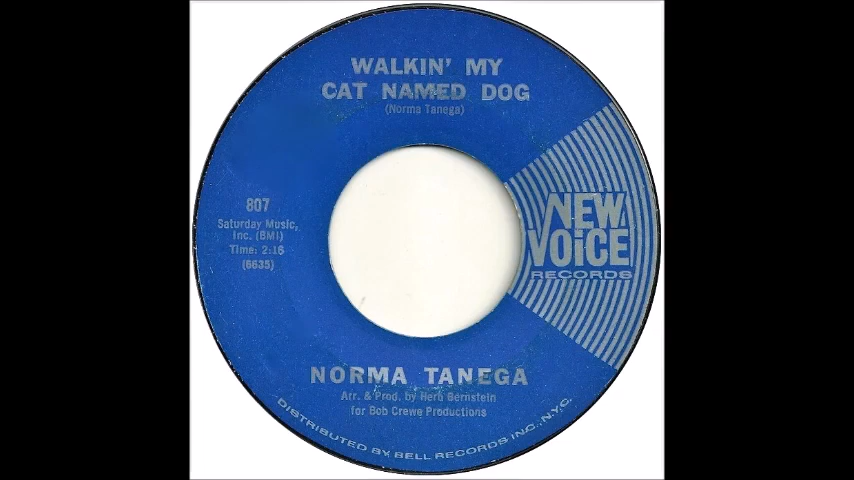 WALKIN' MY
CAT NAMED DOG
(Norma Tanega)
807
Saturday Music,
Inc. (BMI)
Time: 2:16
(6635)
NEW
VOICE
RECORDS
NORMA TANEGA
Arr. & Prod. by Herb Bernstein
for Bob Crewe Productions
DISTRIBUTED BY BELL RECORDS INC., N.Y.C.